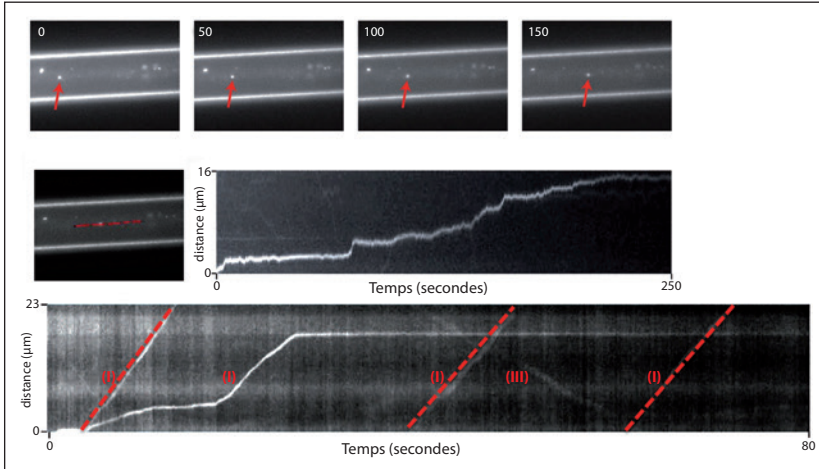 0
50
100
150
16
distance (µm)
0
0
Temps (secondes)
250
23
distance (µm)
0
(I)
(I)
(I)
(III)
(I)
0
Temps (secondes)
80